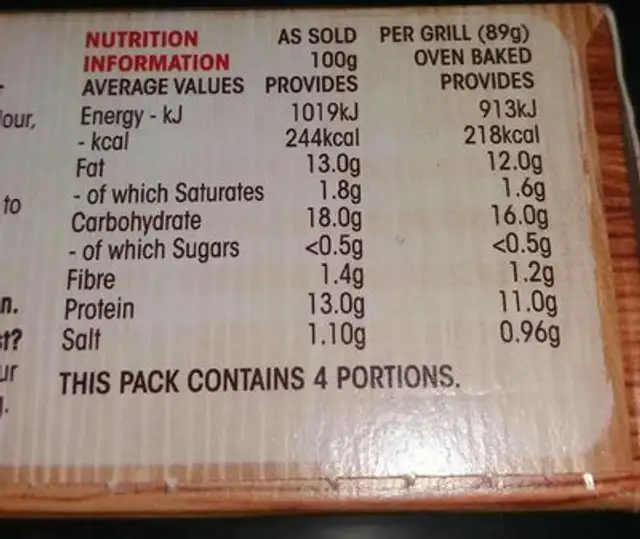 NUTRITION AS SOLD PER GRILL (89g)
INFORMATION 100g OVEN BAKED
AVERAGE VALUES PROVIDES PROVIDES
Energy - kJ 1019kJ 913kJ
- kcal 244kcal 218kcal
Fat 13.0g 12.0g
- of which Saturates 1.8g 1.6g
Carbohydrate 18.0g 16.0g
- of which Sugars <0.5g <0.5g
Fibre 1.4g 1.2g
Protein 13.0g 11.0g
Salt 1.10g 0.96g
THIS PACK CONTAINS 4 PORTIONS.
to